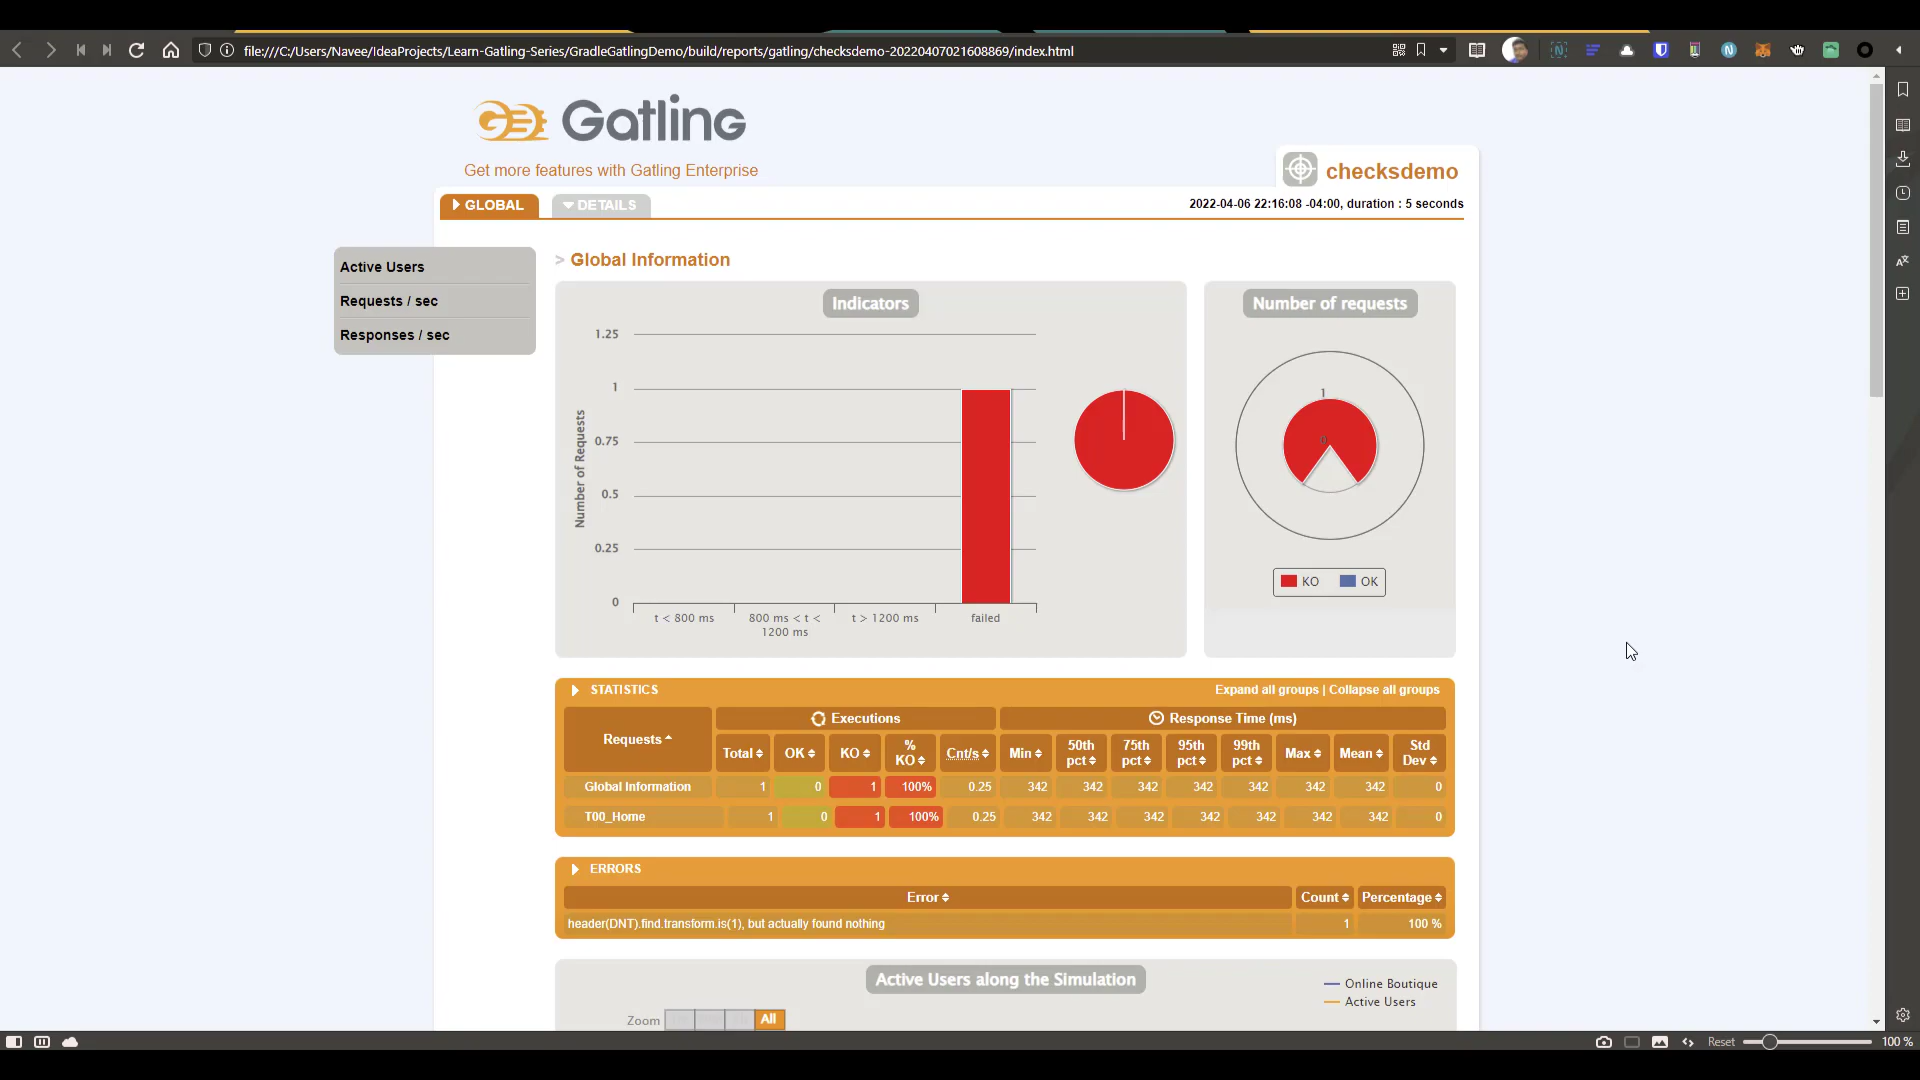 file:///C:/Users/Navee/IdeaProjects/Learn-Gatling-Series/GradleGatlingDemo/build/reports/gatling/checksdemo-20220407021608869/index.html
Gatling
Get more features with Gatling Enterprise
checksdemo
GLOBAL DETAILS
2022-04-06 22:16:08 -04:00, duration : 5 seconds
Active Users
Requests / sec
Responses / sec
> Global Information
Indicators
Number of Requests
1.25
1
0.75
0.5
0.25
0
t < 800 ms
800 ms < t <
1200 ms
t > 1200 ms
failed
Number of requests
1
0
KO OK
STATISTICS Expand all groups | Collapse all groups
Requests Executions Response Time (ms)
Total OK KO % KO Cnt/s Min 50th pct 75th pct 95th pct 99th pct Max Mean Std Dev
Global Information 1 0 1 100% 0.25 342 342 342 342 342 342 342 0
T00_Home 1 0 1 100% 0.25 342 342 342 342 342 342 342 0
ERRORS
Error Count Percentage
header(DNT).find.transform.is(1), but actually found nothing 1 100 %
Active Users along the Simulation
Online Boutique
Active Users
Zoom All
Reset 100 %